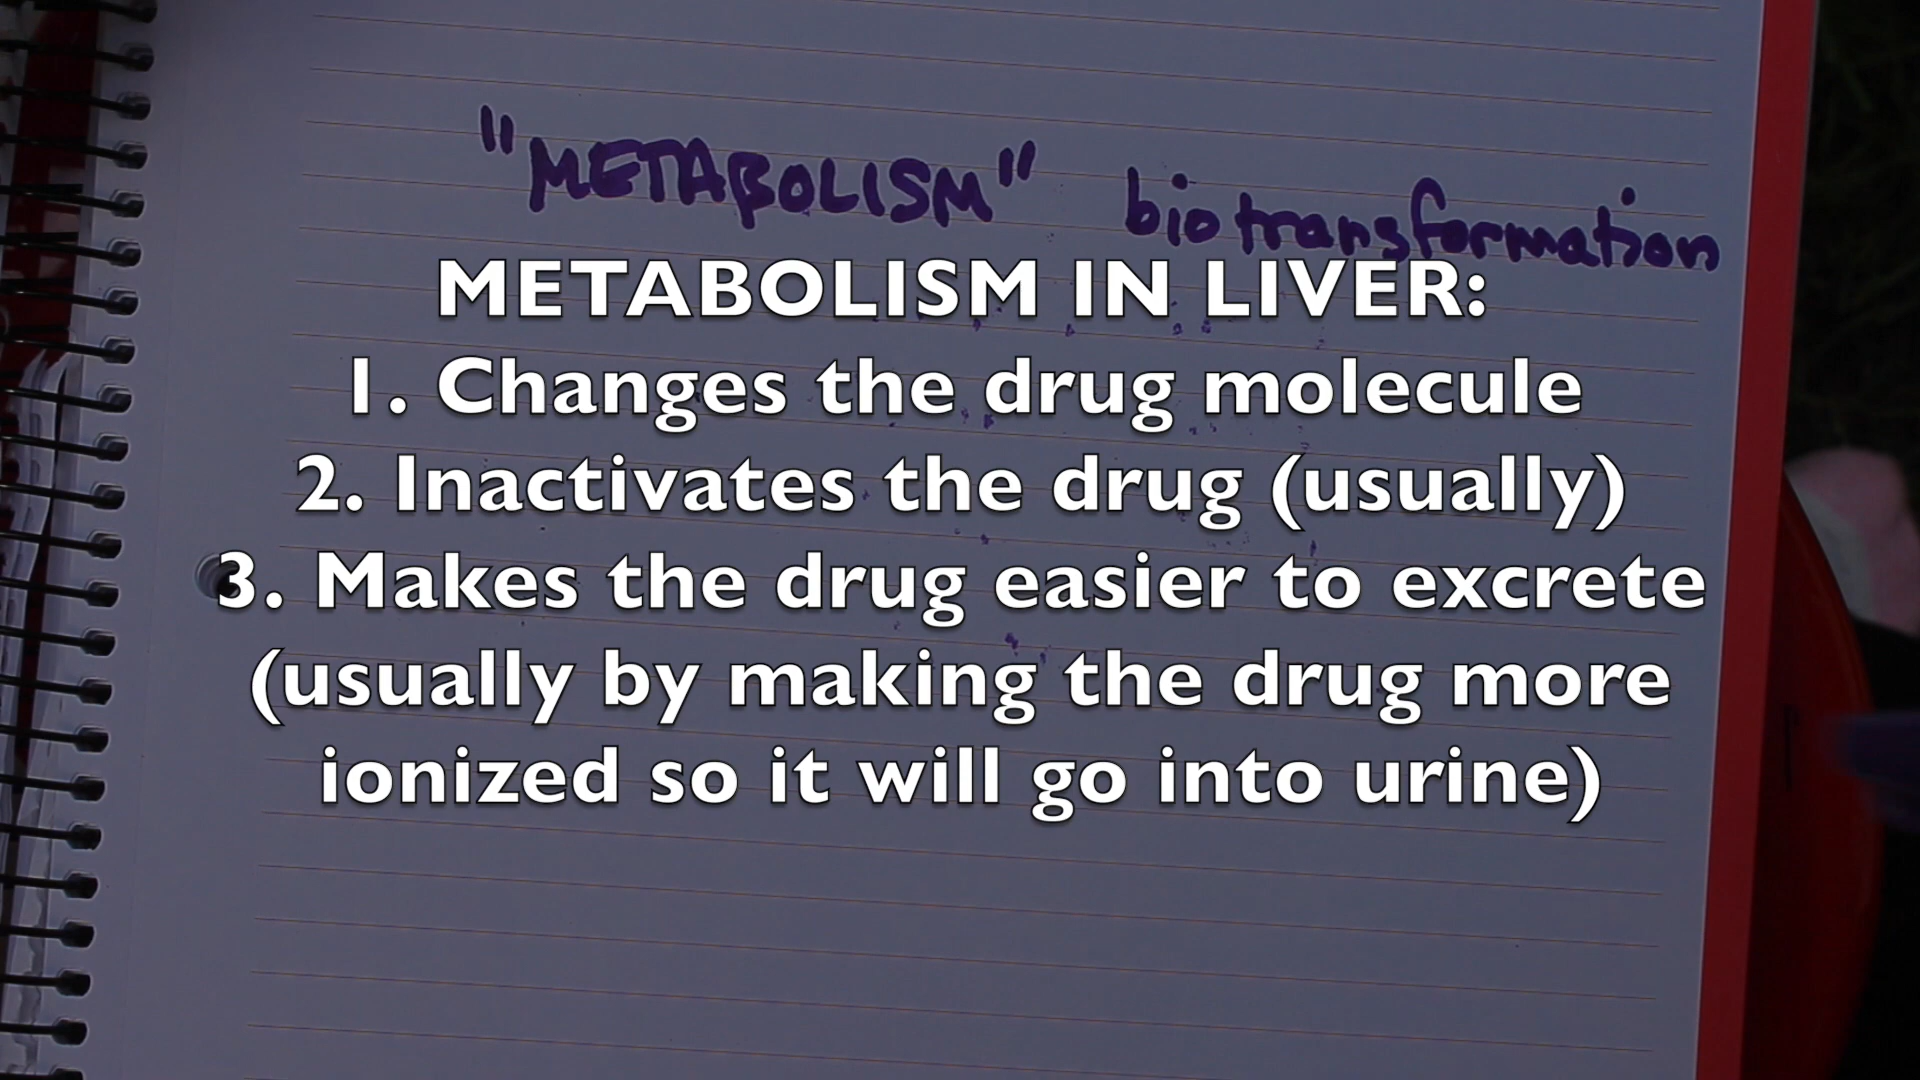 "METABOLISM" biotransformation
METABOLISM IN LIVER:
1. Changes the drug molecule
2. Inactivates the drug (usually)
3. Makes the drug easier to excrete
(usually by making the drug more
ionized so it will go into urine)